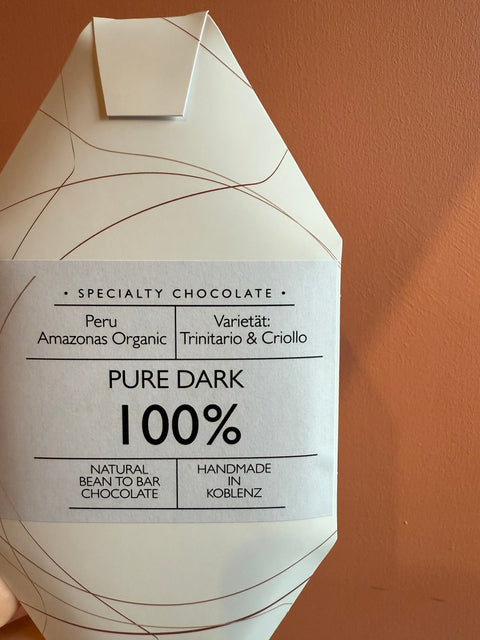 • SPECIALTY CHOCOLATE •
Peru
Amazonas Organic
Varietät:
Trinitario & Criollo
PURE DARK
100%
NATURAL
BEAN TO BAR
CHOCOLATE
HANDMADE
IN
KOBLENZ